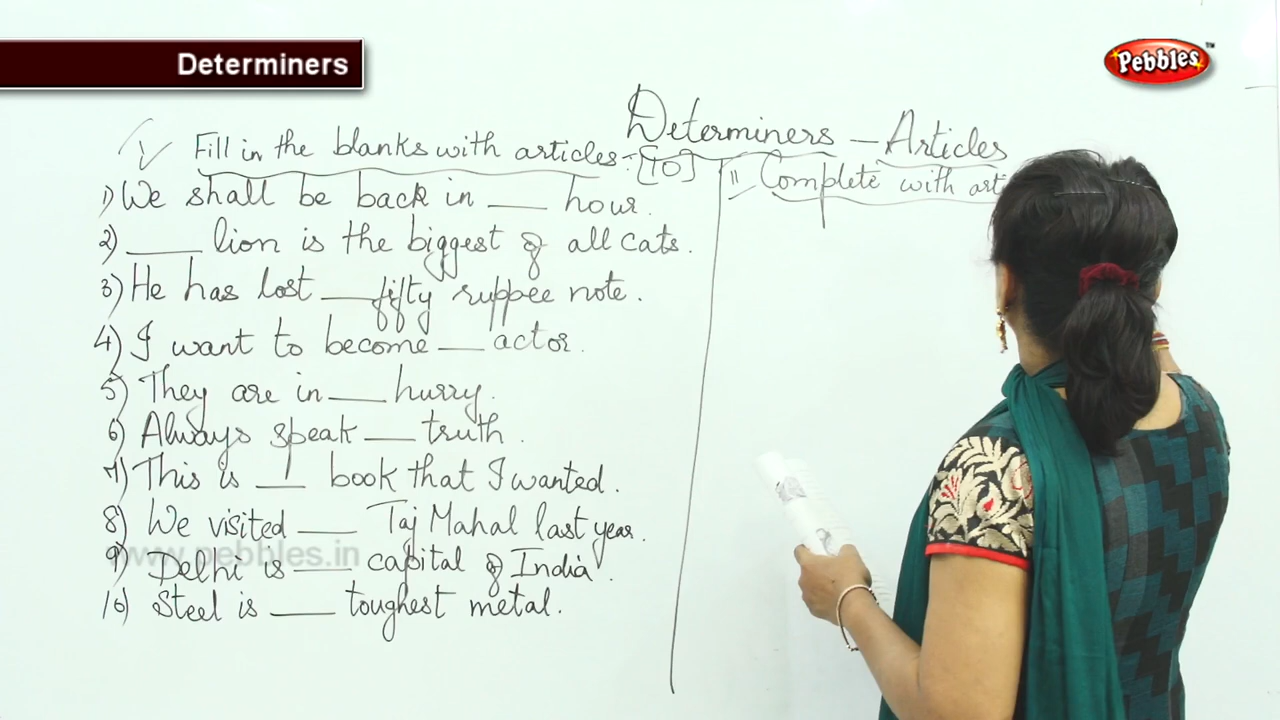 Determiners
Pebbles™
Determiners - Articles
I Fill in the blanks with articles:- [10]
1) We shall be back in ___ hour.
2) ___ lion is the biggest of all cats.
3) He has lost ___ fifty ruppee note.
4) I want to become ___ actor.
5) They are in ___ hurry.
6) Always speak ___ truth.
7) This is ___ book that I wanted.
8) We visited ___ Taj Mahal last year.
9) Delhi is ___ capital of India.
10) Steel is ___ toughest metal.
www.pebbles.in
II Complete with arti